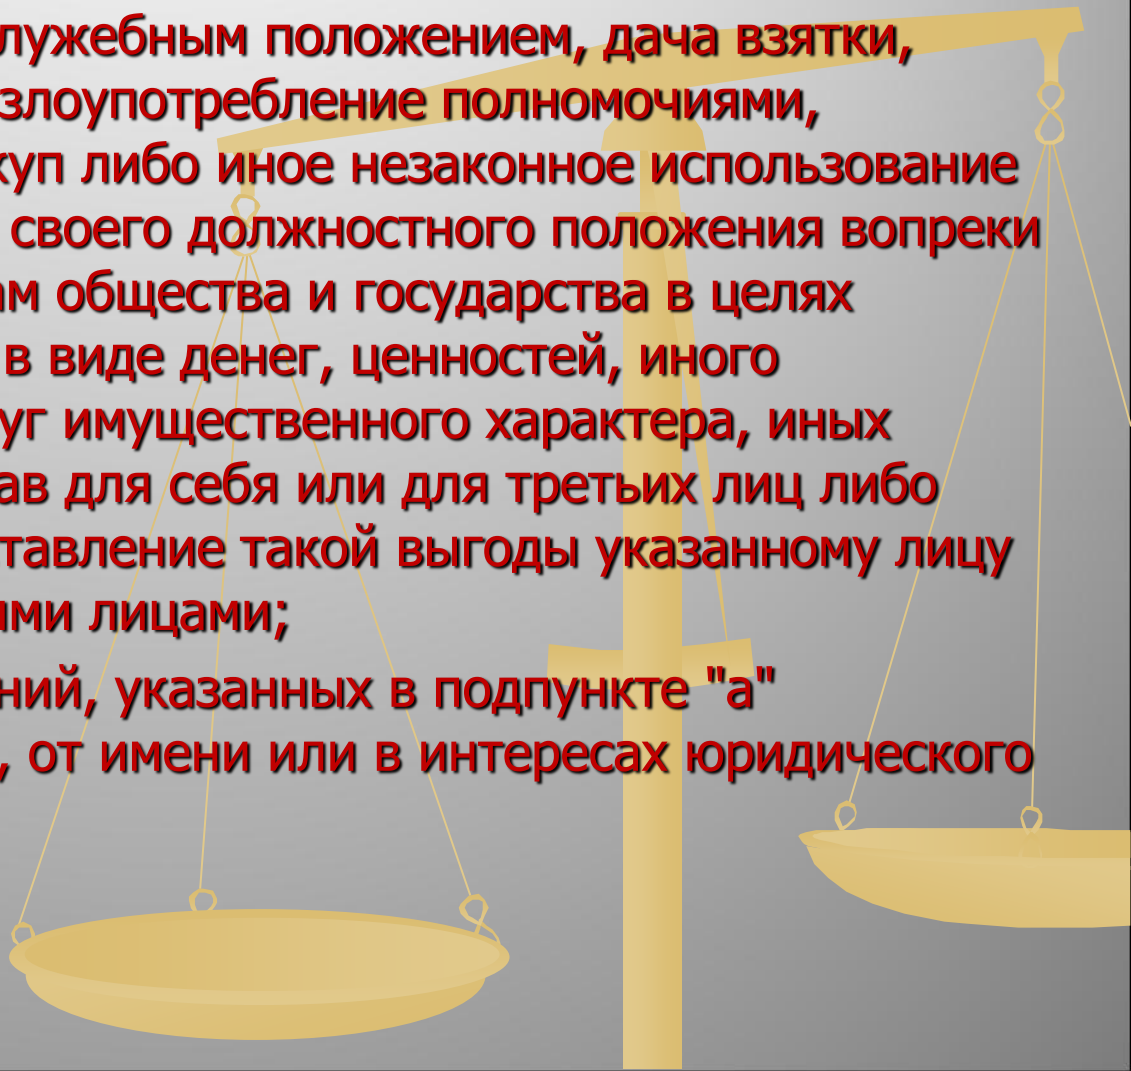 лужебным положением, дача взятки,
злоупотребление полномочиями,
куп либо иное незаконное использование
своего должностного положения вопреки
ам общества и государства в целях
в виде денег, ценностей, иного
уг имущественного характера, иных
ав для себя или для третьих лиц либо
тавление такой выгоды указанному лицу
ими лицами;
ний, указанных в подпункте "а"
, от имени или в интересах юридического